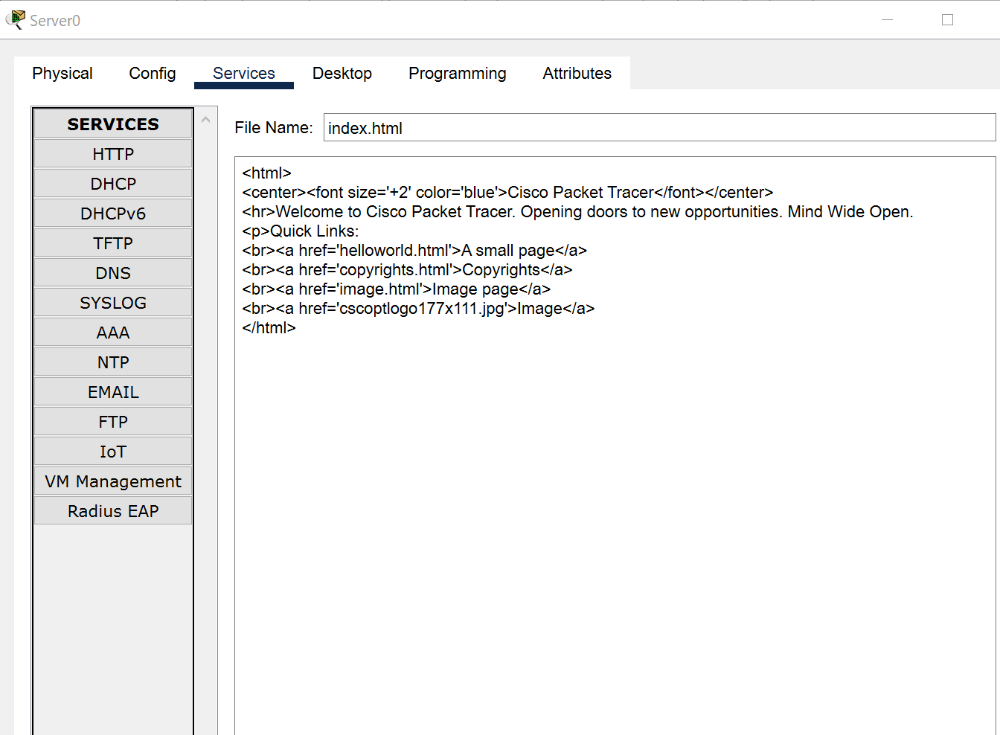 Server0
Physical Config Services Desktop Programming Attributes
SERVICES
HTTP
DHCP
DHCPv6
TFTP
DNS
SYSLOG
AAA
NTP
EMAIL
FTP
IoT
VM Management
Radius EAP
File Name: index.html
<html>
<center><font size='+2' color='blue'>Cisco Packet Tracer</font></center>
<hr>Welcome to Cisco Packet Tracer. Opening doors to new opportunities. Mind Wide Open.
<p>Quick Links:
<br><a href='helloworld.html'>A small page</a>
<br><a href='copyrights.html'>Copyrights</a>
<br><a href='image.html'>Image page</a>
<br><a href='cscoptlogo177x111.jpg'>Image</a>
</html>